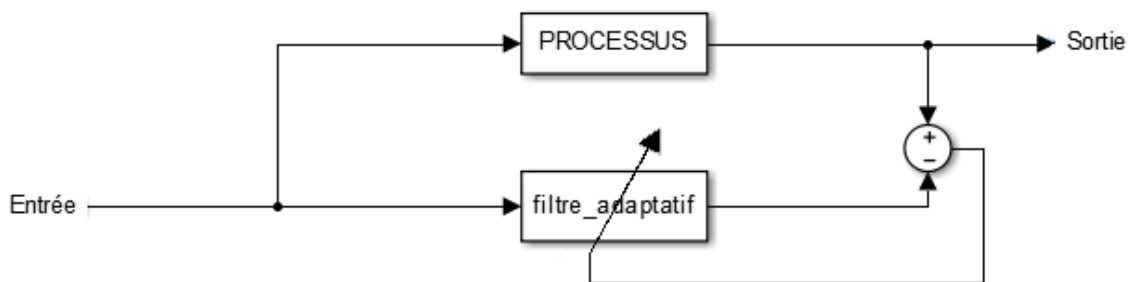 PROCESSUS
Sortie
+
−
Entrée
filtre_adaptatif